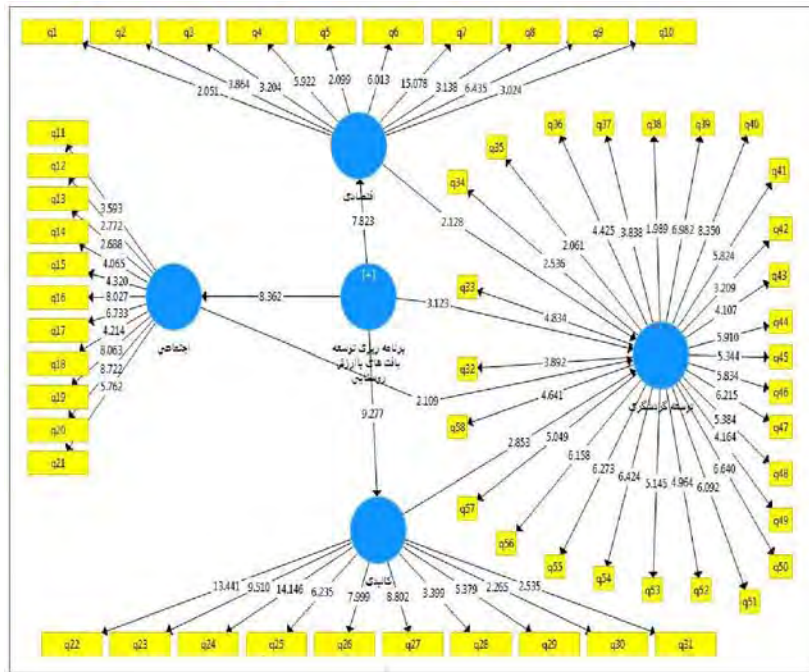 q1 q2 q3 q4 q5 q6 q7 q8 q9 q10
2.051 3.864 3.204 5.922 2.099 6.013 15.078 3.138 6.435 3.024
اقتصادی
q11
q12
q13
q14
q15
q16
q17
q18
q19
q20
q21
3.593
2.772
2.688
4.065
4.320
8.027
6.733
4.214
8.063
8.722
5.762
اجتماعی
7.823
8.362
[+]
برنامه ریزی توسعه
بافت های با ارزش
روستایی
9.277
2.128
3.123
2.109
2.853
q36 q37 q38 q39 q40
q35
q34
q33
q32
q58
q57
q56
q55
q54
q53
q52
q51
q41
q42
q43
q44
q45
q46
q47
q48
q49
q50
4.425 3.838 1.989 6.982 8.350
2.061
2.536
4.834
3.892
4.641
5.049
6.158
6.273
6.424
5.145
4.964
6.092
5.824
3.209
4.107
5.910
5.344
5.834
6.215
5.384
4.164
6.640
توسعه گردشگری
کالبدی
13.441 9.510 14.146 6.235 7.999 8.802 3.399 5.379 2.265 2.535
q22 q23 q24 q25 q26 q27 q28 q29 q30 q31